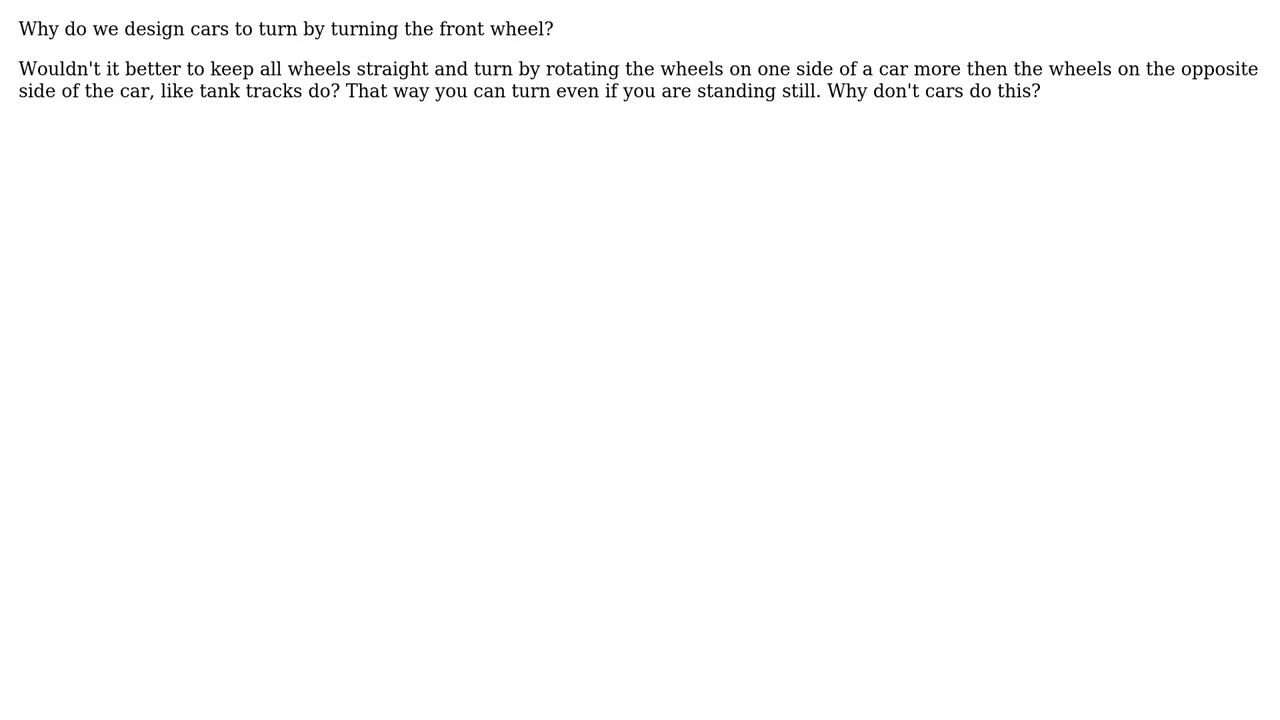 Why do we design cars to turn by turning the front wheel?
Wouldn't it better to keep all wheels straight and turn by rotating the wheels on one side of a car more then the wheels on the opposite
side of the car, like tank tracks do? That way you can turn even if you are standing still. Why don't cars do this?